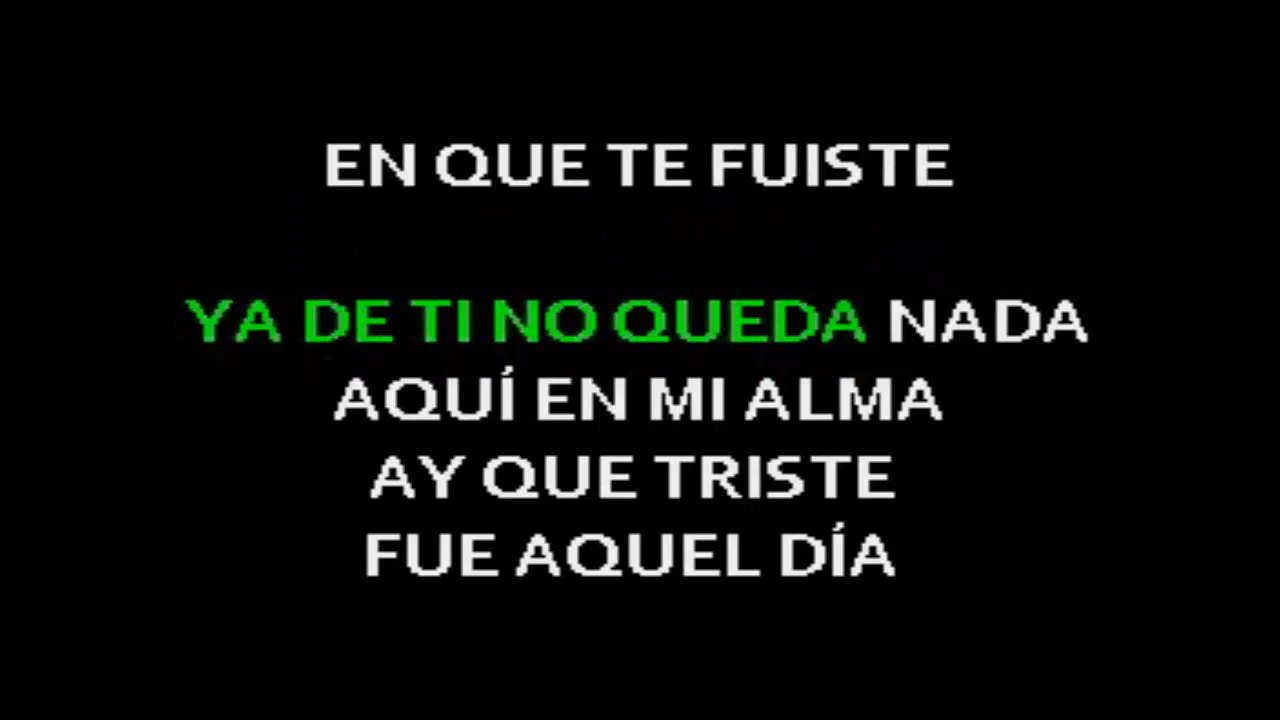 EN QUE TE FUISTE
YA DE TI NO QUEDA NADA
AQUÍ EN MI ALMA
AY QUE TRISTE
FUE AQUEL DÍA